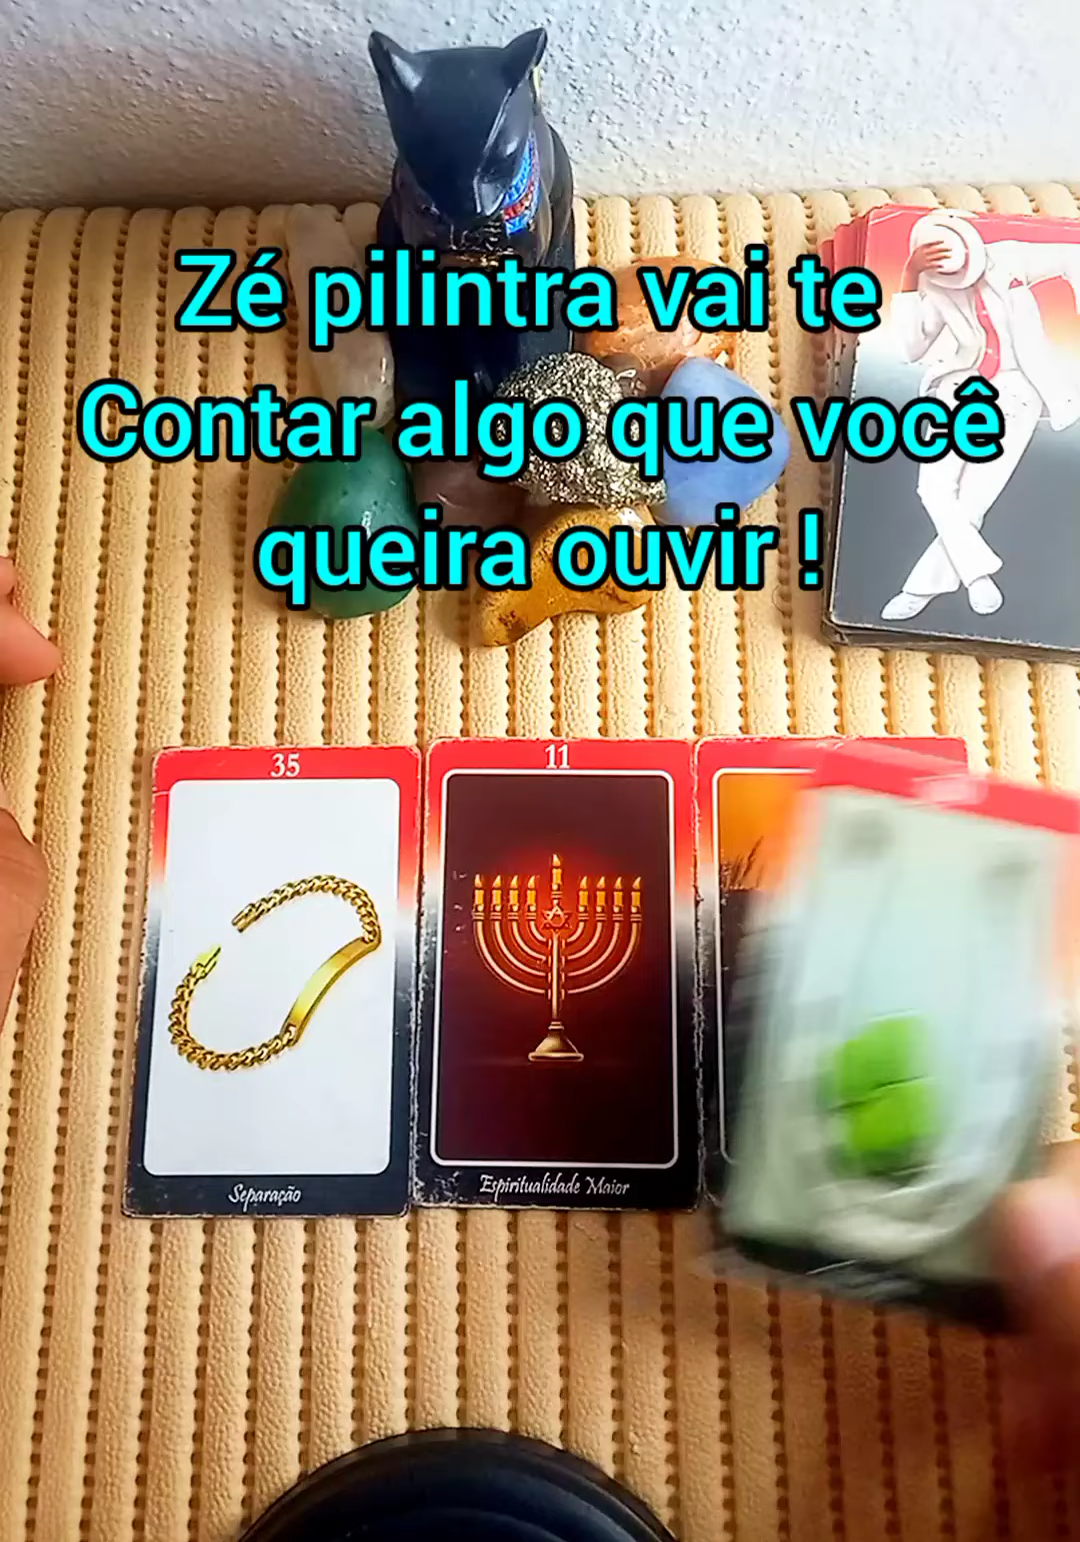 Zé pilintra vai te
Contar algo que você
queira ouvir !
35
11
Separação
Espiritualidade Maior